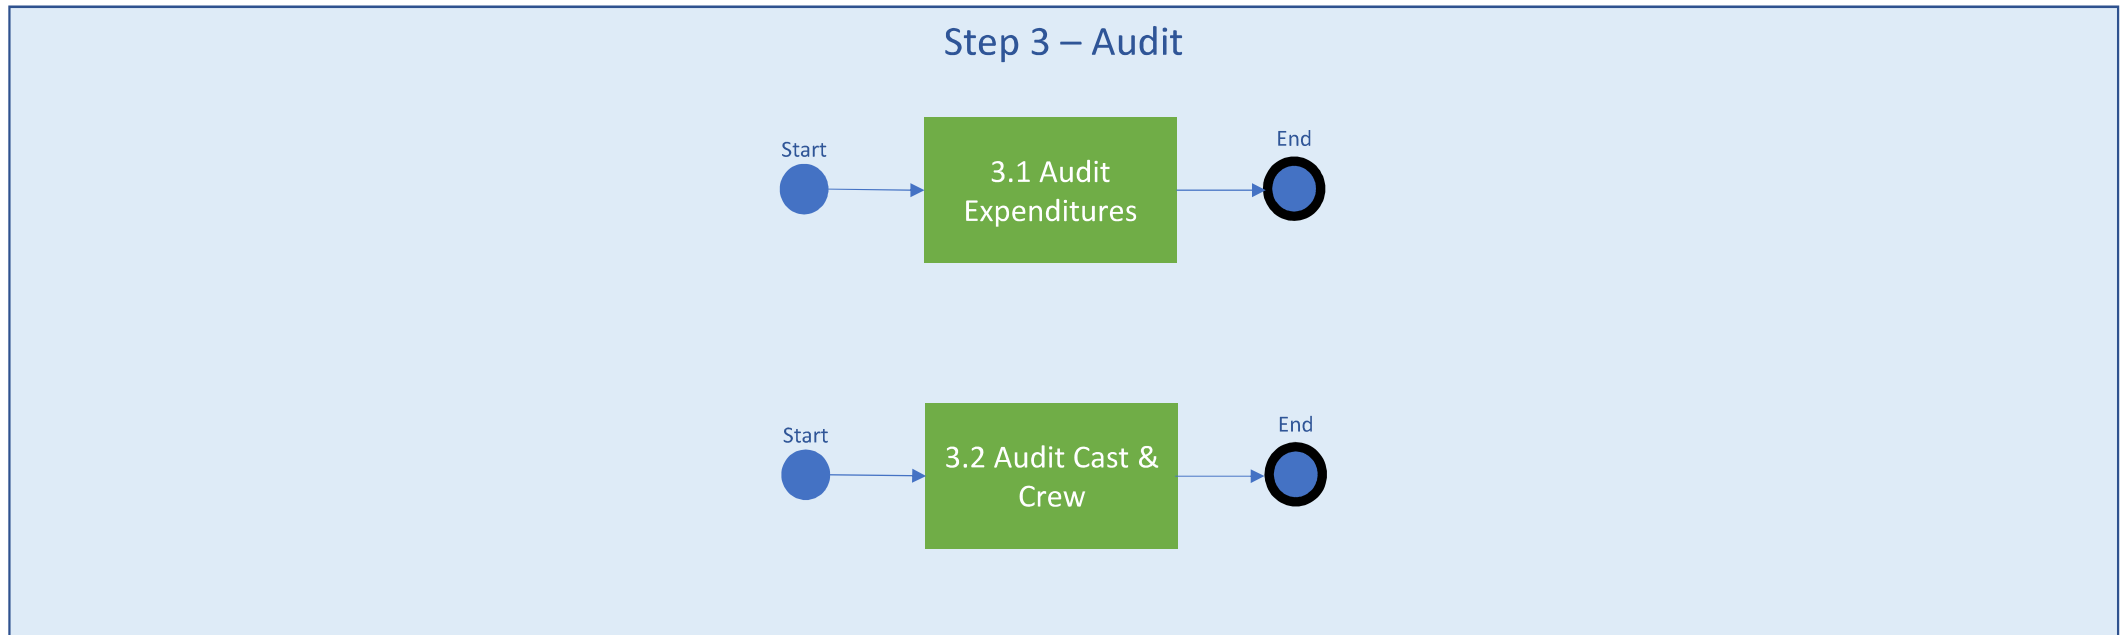 Step 3 – Audit
Start
3.1 Audit
Expenditures
End
Start
3.2 Audit Cast &
Crew
End